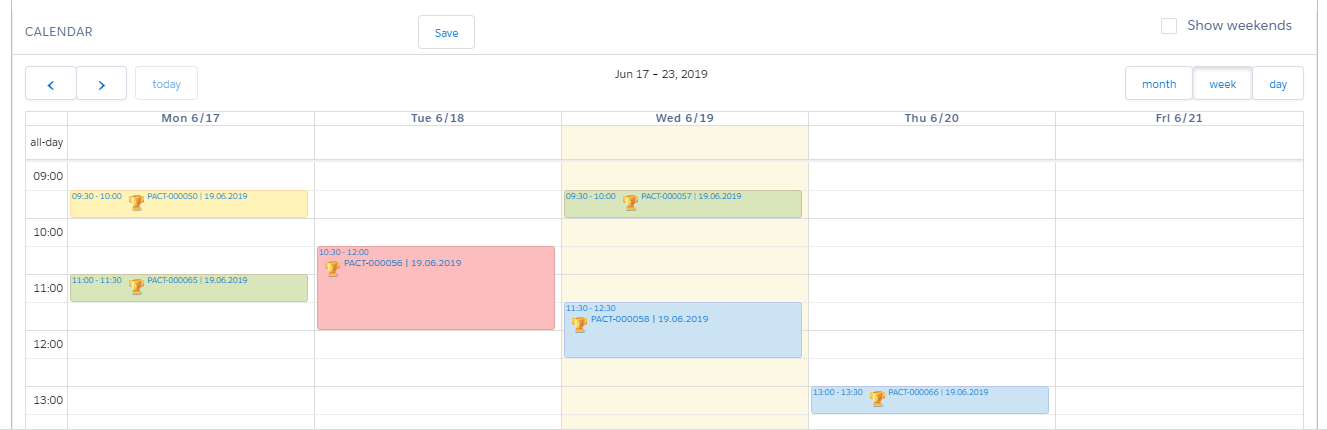 CALENDAR
Save
Show weekends
today
Jun 17 – 23, 2019
month
week
day
Mon 6/17
Tue 6/18
Wed 6/19
Thu 6/20
Fri 6/21
all-day
09:00
09:30 - 10:00 PACT-000050 | 19.06.2019
09:30 - 10:00 PACT-000057 | 19.06.2019
10:00
10:30 - 12:00
PACT-000056 | 19.06.2019
11:00 - 11:30 PACT-000065 | 19.06.2019
11:00
11:30 - 12:30
PACT-000058 | 19.06.2019
12:00
13:00
13:00 - 13:30 PACT-000066 | 19.06.2019